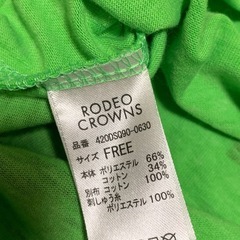 RODEO
CROWNS
品番 420DSQ90-0630
サイズ FREE
本体 ポリエステル 66%
コットン 34%
別布 コットン 100%
刺しゅう糸
ポリエステル 100%